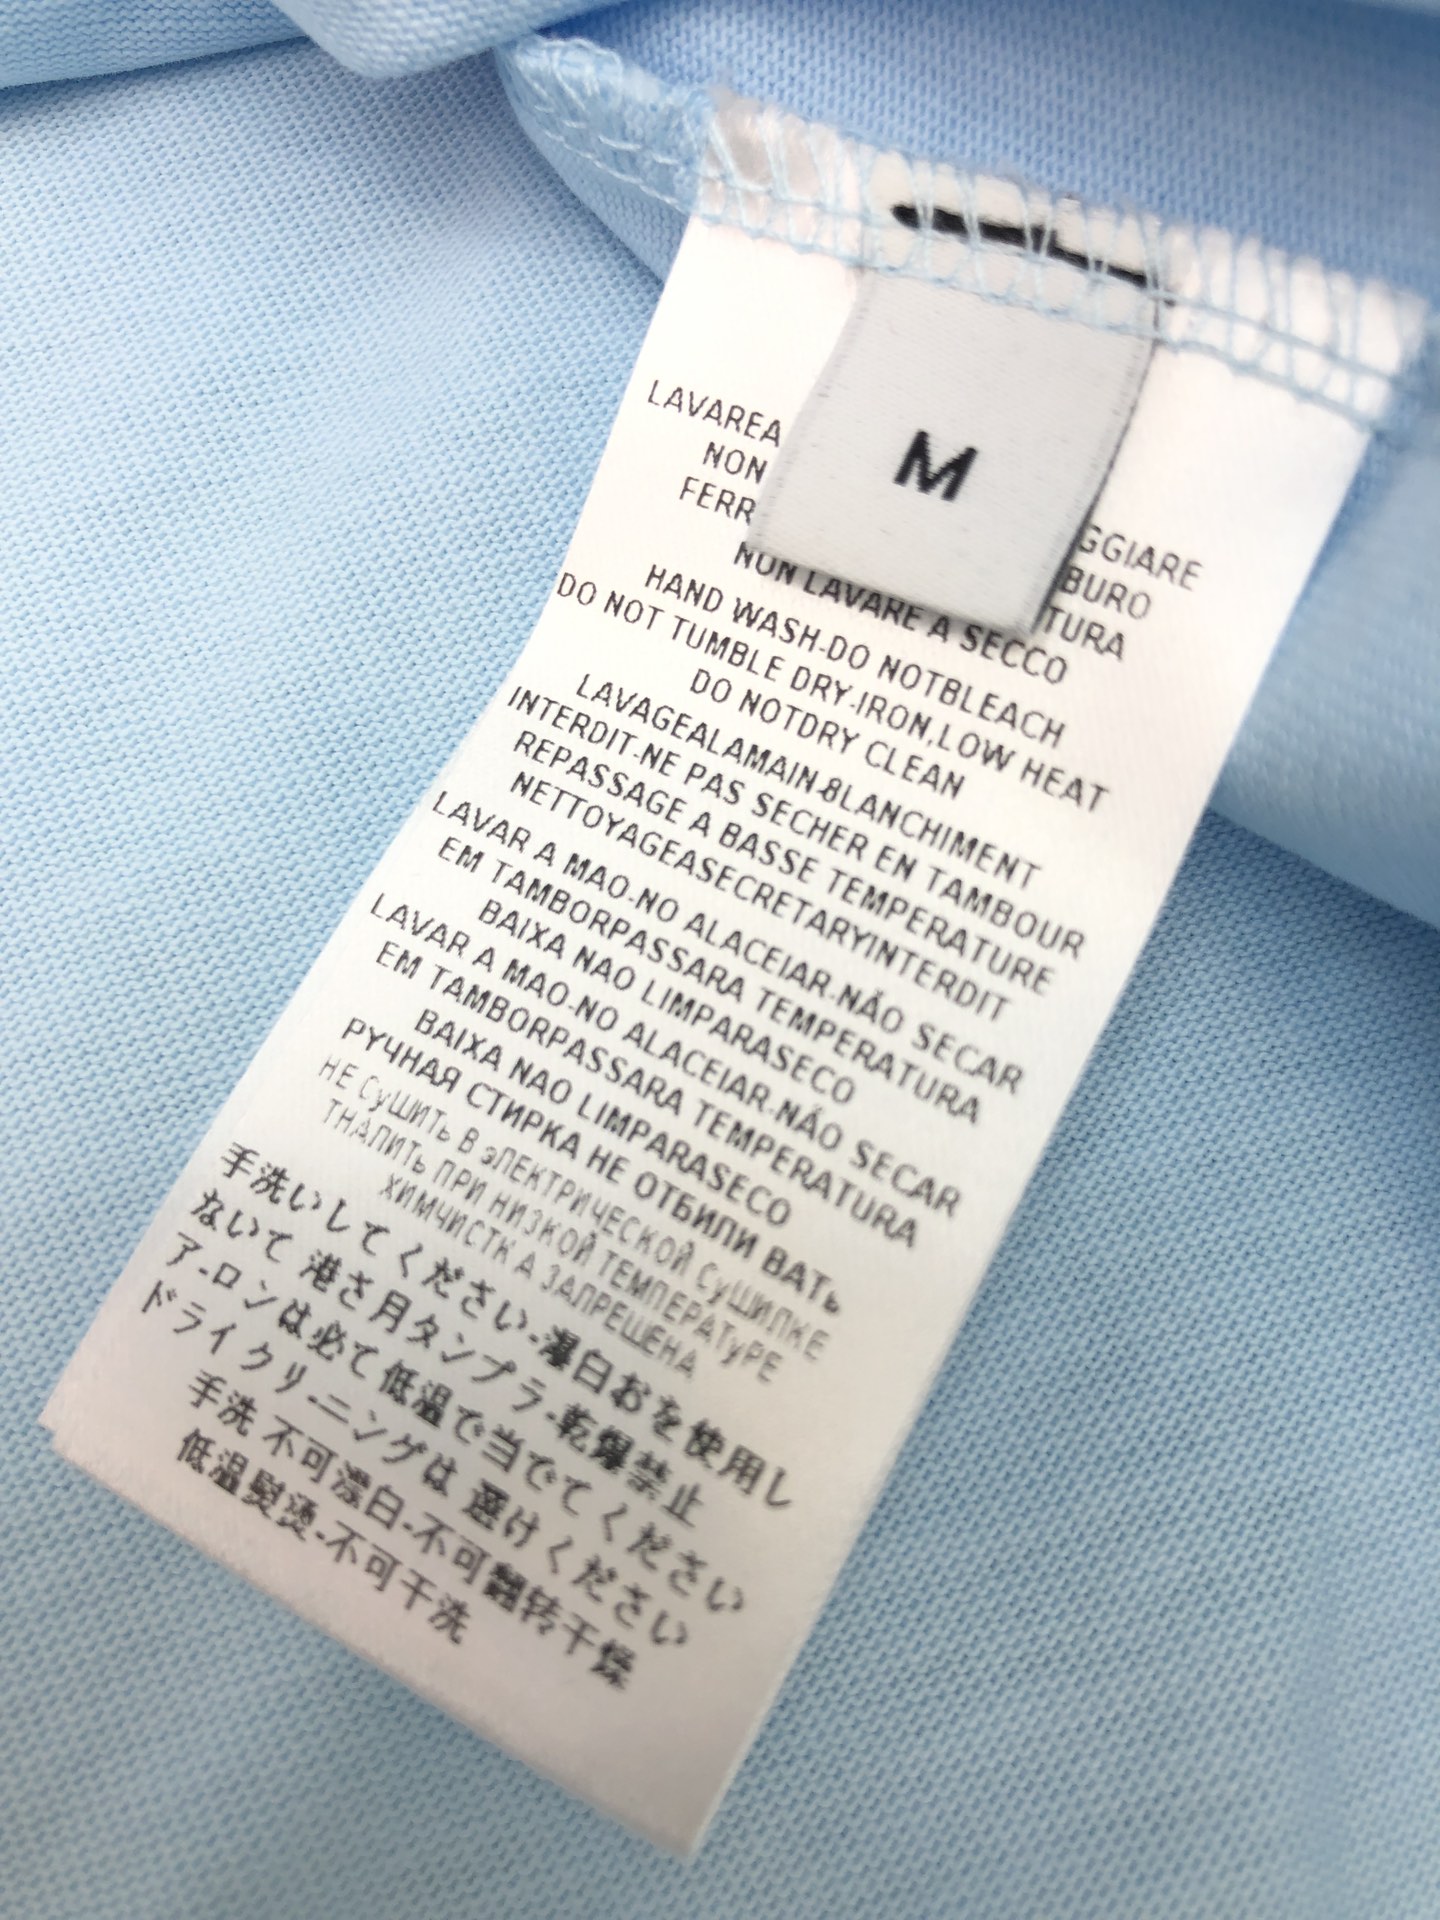 M
LAVAREA GGIARE
NON BURO
FERR TURA
NON LAVARE A SECCO
HAND WASH-DO NOTBLEACH
DO NOT TUMBLE DRY-IRON,LOW HEAT
DO NOTDRY CLEAN
LAVAGEALAMAIN-BLANCHIMENT
INTERDIT-NE PAS SECHER EN TAMBOUR
REPASSAGE A BASSE TEMPERATURE
NETTOYAGEASECRETARYINTERDIT
LAVAR A MAO-NO ALACEIAR-NÃO SECAR
EM TAMBORPASSARA TEMPERATURA
BAIXA NAO LIMPARASECO
LAVAR A MAO-NO ALACEIAR-NÃO SECAR
EM TAMBORPASSARA TEMPERATURA
BAIXA NAO LIMPARASECO
РУЧНАЯ СТИРКА НЕ ОТБИЛИ ВАТЬ
НЕ СУШИТЬ В ЭЛЕКТРИЧЕСКОЙ СУШИЛКЕ
ТНАПИТЬ ПРИ НИЗКОЙ ТЕМПЕРАТУРЕ
ХИМЧИСТК А ЗАПРЕШЕНА
手洗いしてください-漂白おを使用し
ないて 港さ月タンプラ-乾燥禁止
ア-ロンは必て 低温で当でてください
ドライクリ-ニングは 避けください
手洗 不可漂白-不可翻转干燥
低温熨烫-不可干洗